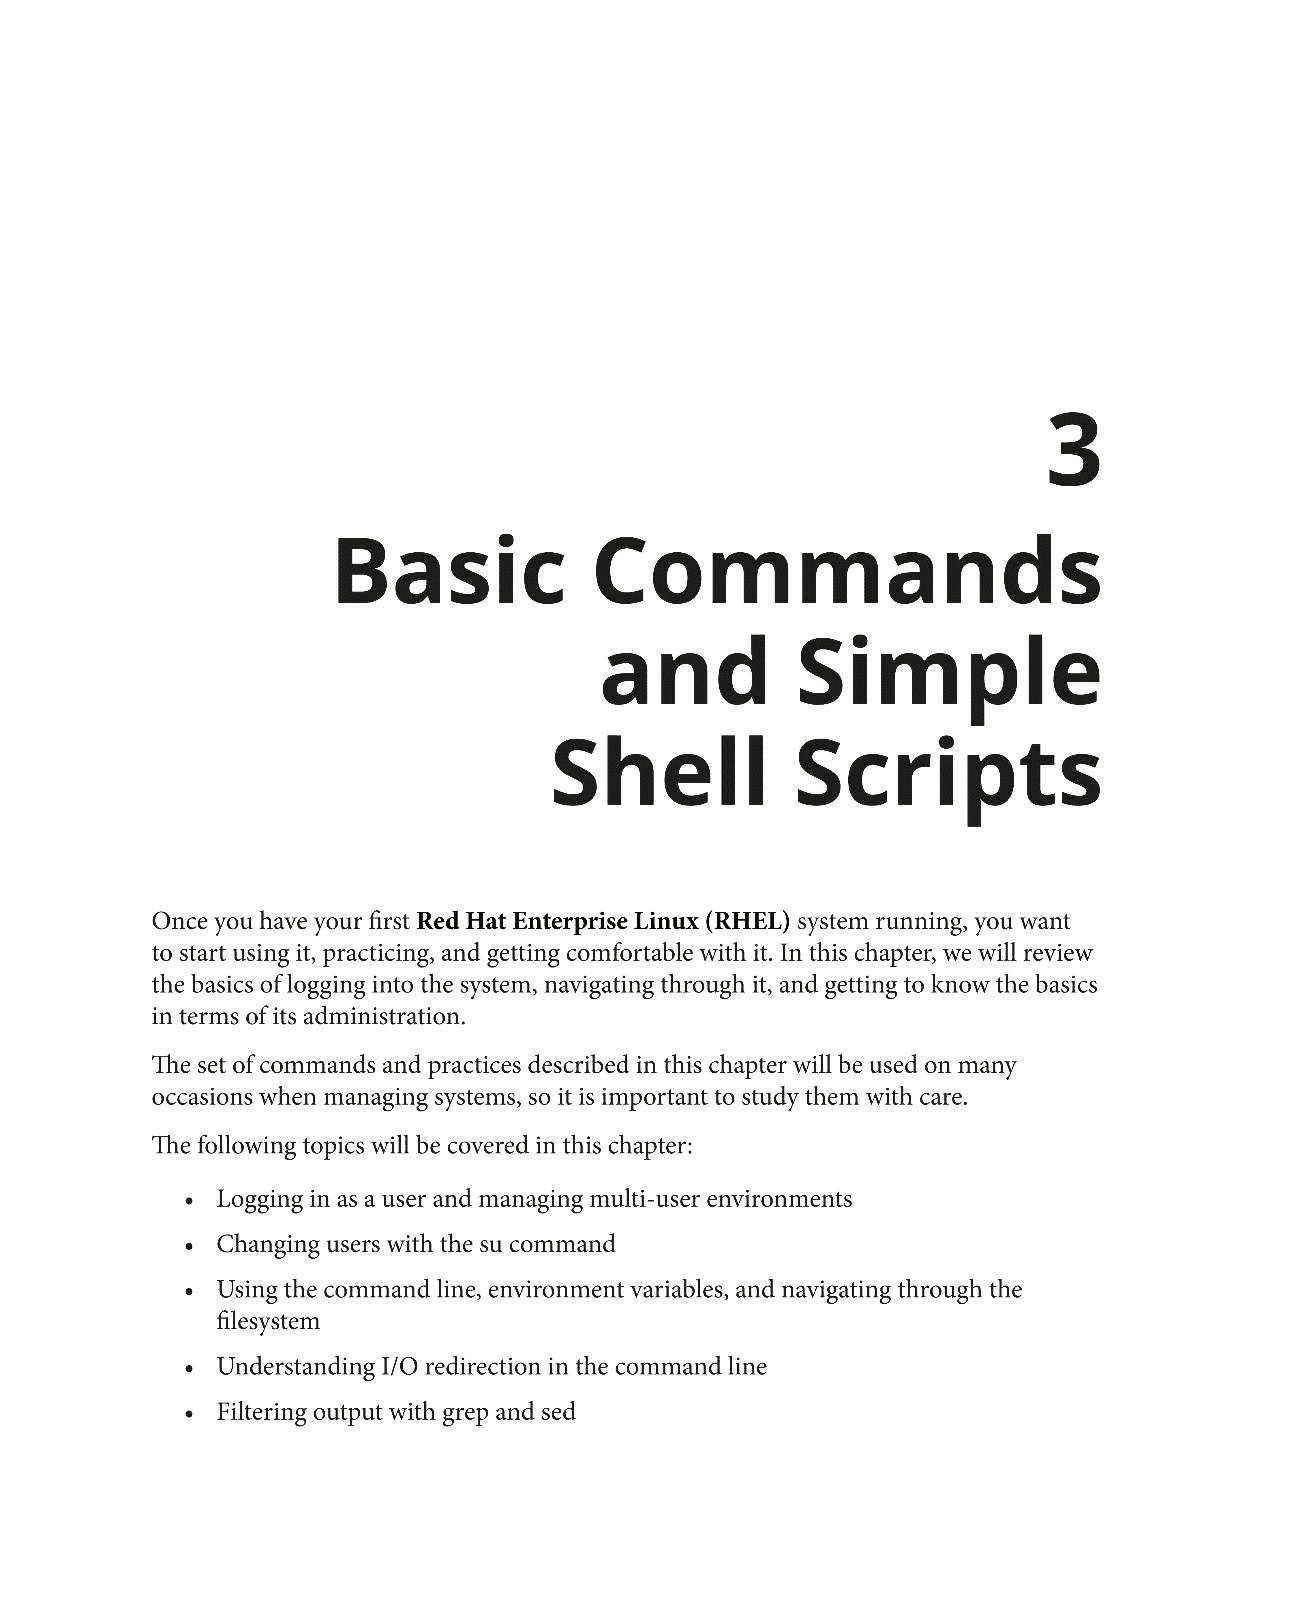 3
Basic Commands
and Simple
Shell Scripts
Once you have your first Red Hat Enterprise Linux (RHEL) system running, you want
to start using it, practicing, and getting comfortable with it. In this chapter, we will review
the basics of logging into the system, navigating through it, and getting to know the basics
in terms of its administration.
The set of commands and practices described in this chapter will be used on many
occasions when managing systems, so it is important to study them with care.
The following topics will be covered in this chapter:
• Logging in as a user and managing multi-user environments
• Changing users with the su command
• Using the command line, environment variables, and navigating through the
filesystem
• Understanding I/O redirection in the command line
• Filtering output with grep and sed